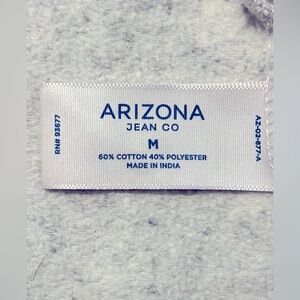 ARIZONA
JEAN CO
M
60% COTTON 40% POLYESTER
MADE IN INDIA
RN# 93677
AZ-02-877-A